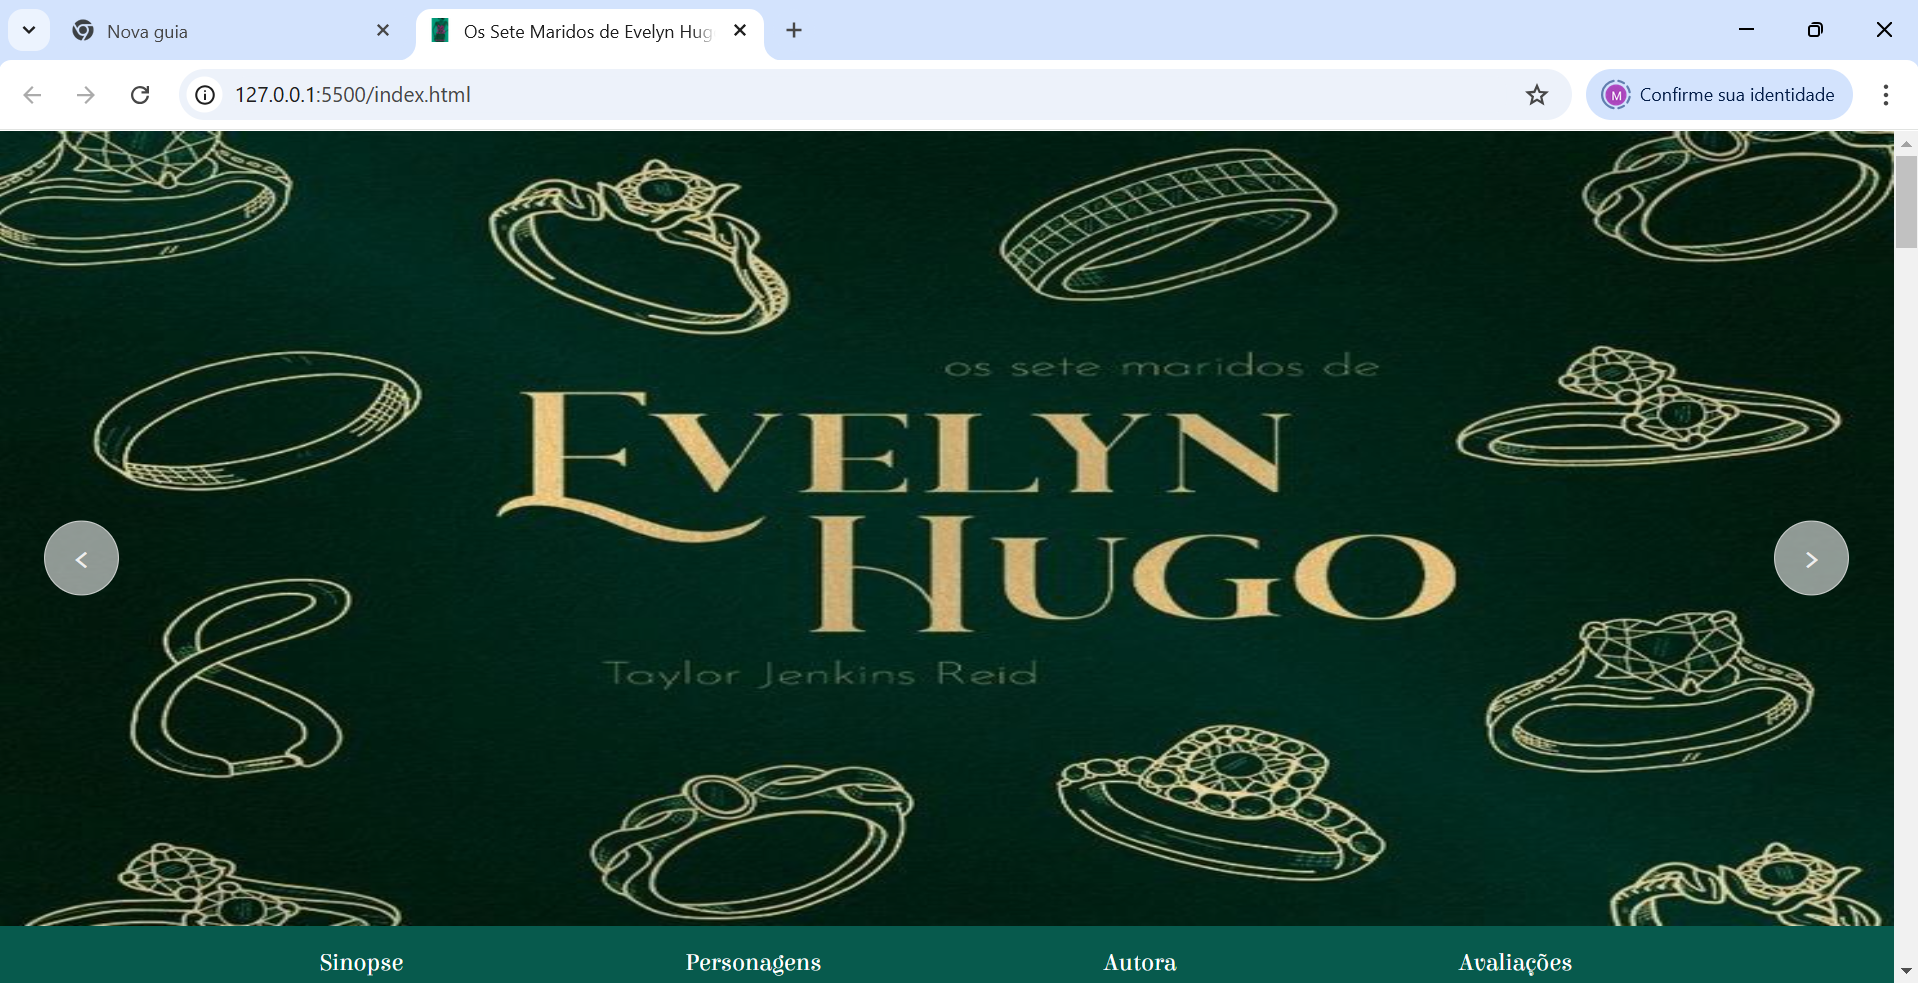 Nova guia
Os Sete Maridos de Evelyn Hug
127.0.0.1:5500/index.html
M
Confirme sua identidade
os sete maridos de
EVELYN
HUGO
Taylor Jenkins Reid
Sinopse
Personagens
Autora
Avaliações